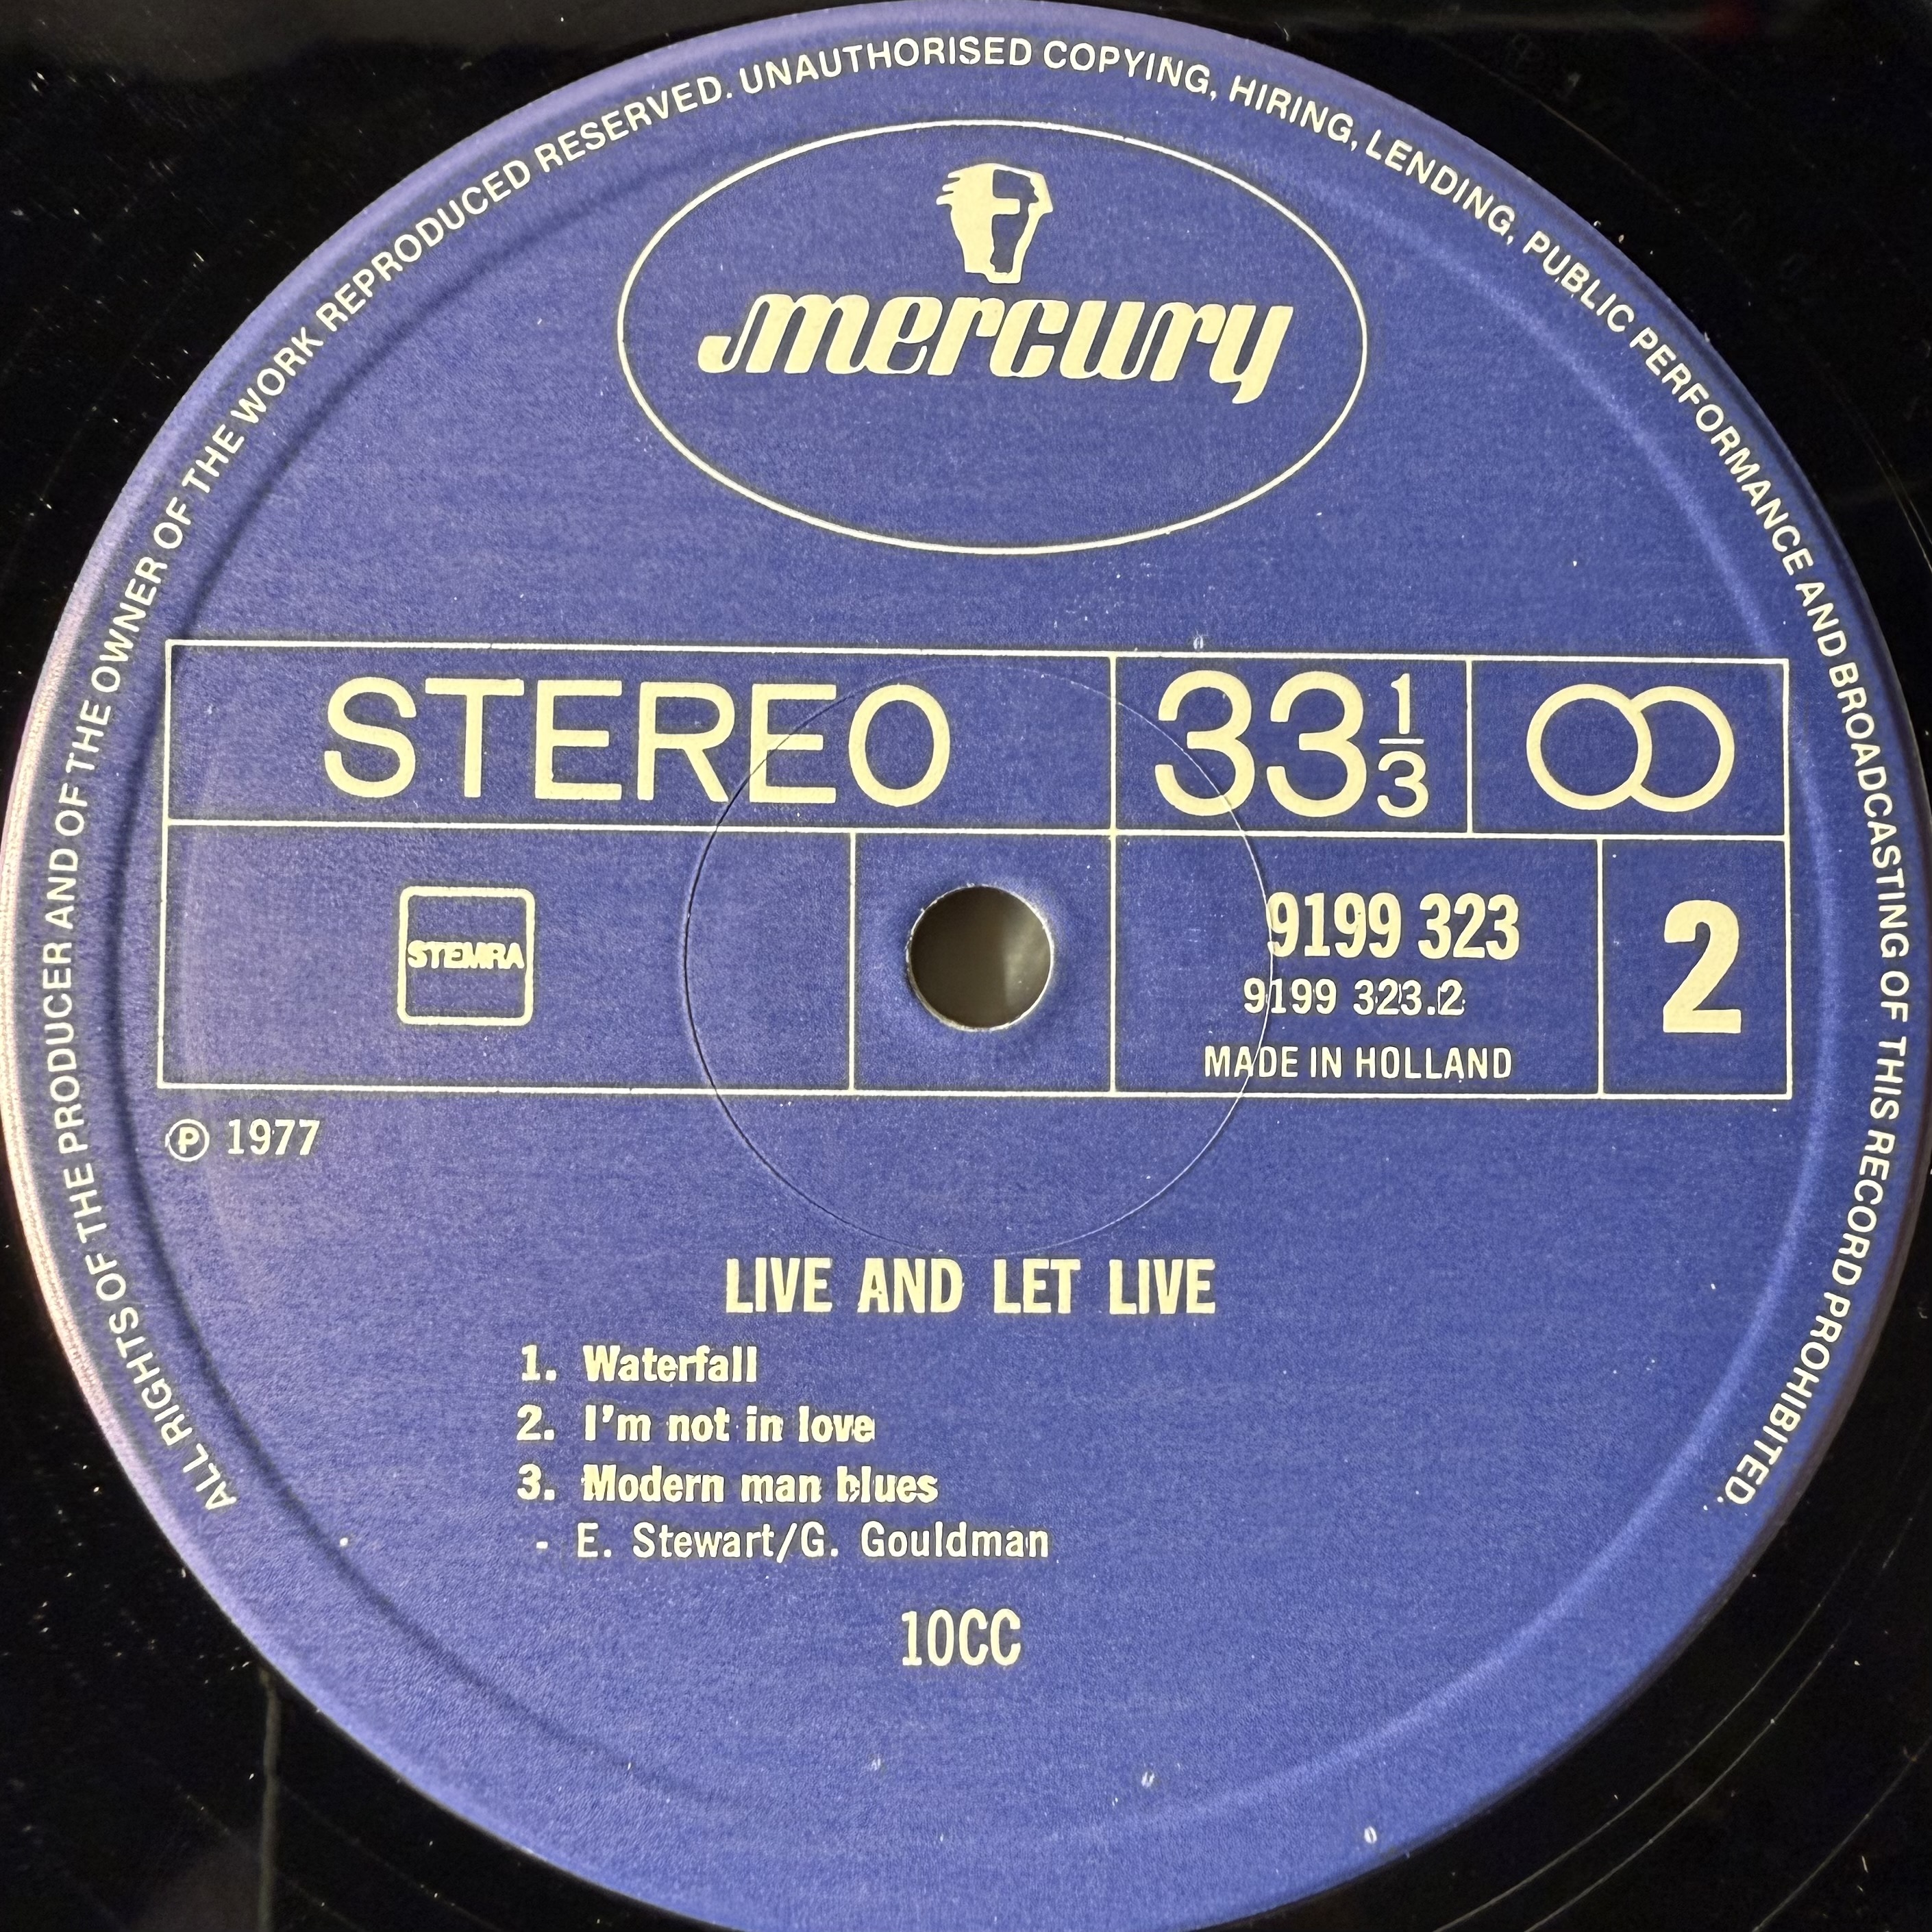 ALL RIGHTS OF THE PRODUCER AND OF THE OWNER OF THE WORK REPRODUCED RESERVED. UNAUTHORISED COPYING, HIRING, LENDING, PUBLIC PERFORMANCE AND BROADCASTING OF THIS RECORD PROHIBITED.
mercury
STEREO
33 1/3
STEMRA
9199 323
9199 323.2
MADE IN HOLLAND
2
℗ 1977
LIVE AND LET LIVE
1. Waterfall
2. I'm not in love
3. Modern man blues
- E. Stewart/G. Gouldman
10CC